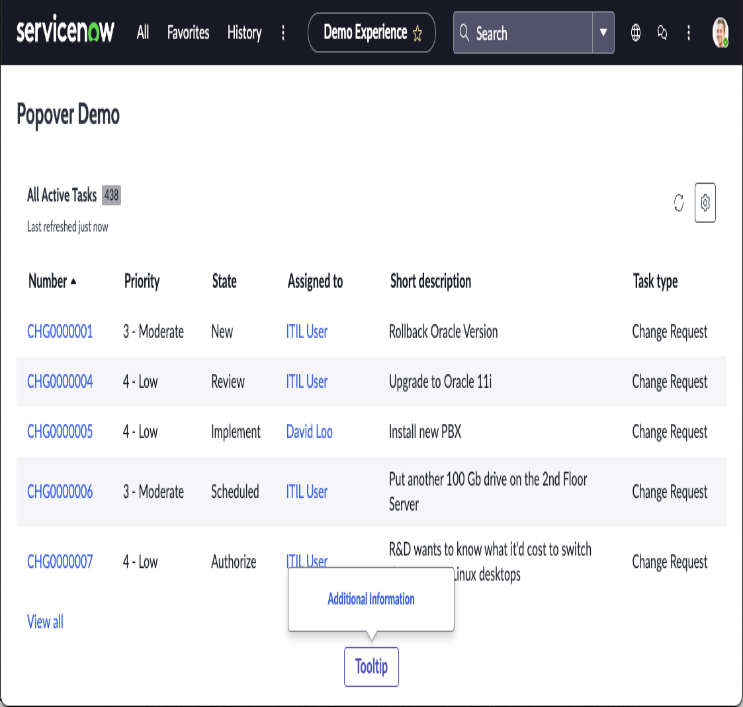 servicenow All Favorites History Demo Experience Search
Popover Demo
All Active Tasks 438
Last refreshed just now
Number Priority State Assigned to Short description Task type
CHG0000001 3 - Moderate New ITIL User Rollback Oracle Version Change Request
CHG0000004 4 - Low Review ITIL User Upgrade to Oracle 11i Change Request
CHG0000005 4 - Low Implement David Loo Install new PBX Change Request
CHG0000006 3 - Moderate Scheduled ITIL User Put another 100 Gb drive on the 2nd Floor Change Request
Server
CHG0000007 4 - Low Authorize ITIL User R&D wants to know what it'd cost to switch Change Request
desktops
Additional Information
View all
Tooltip